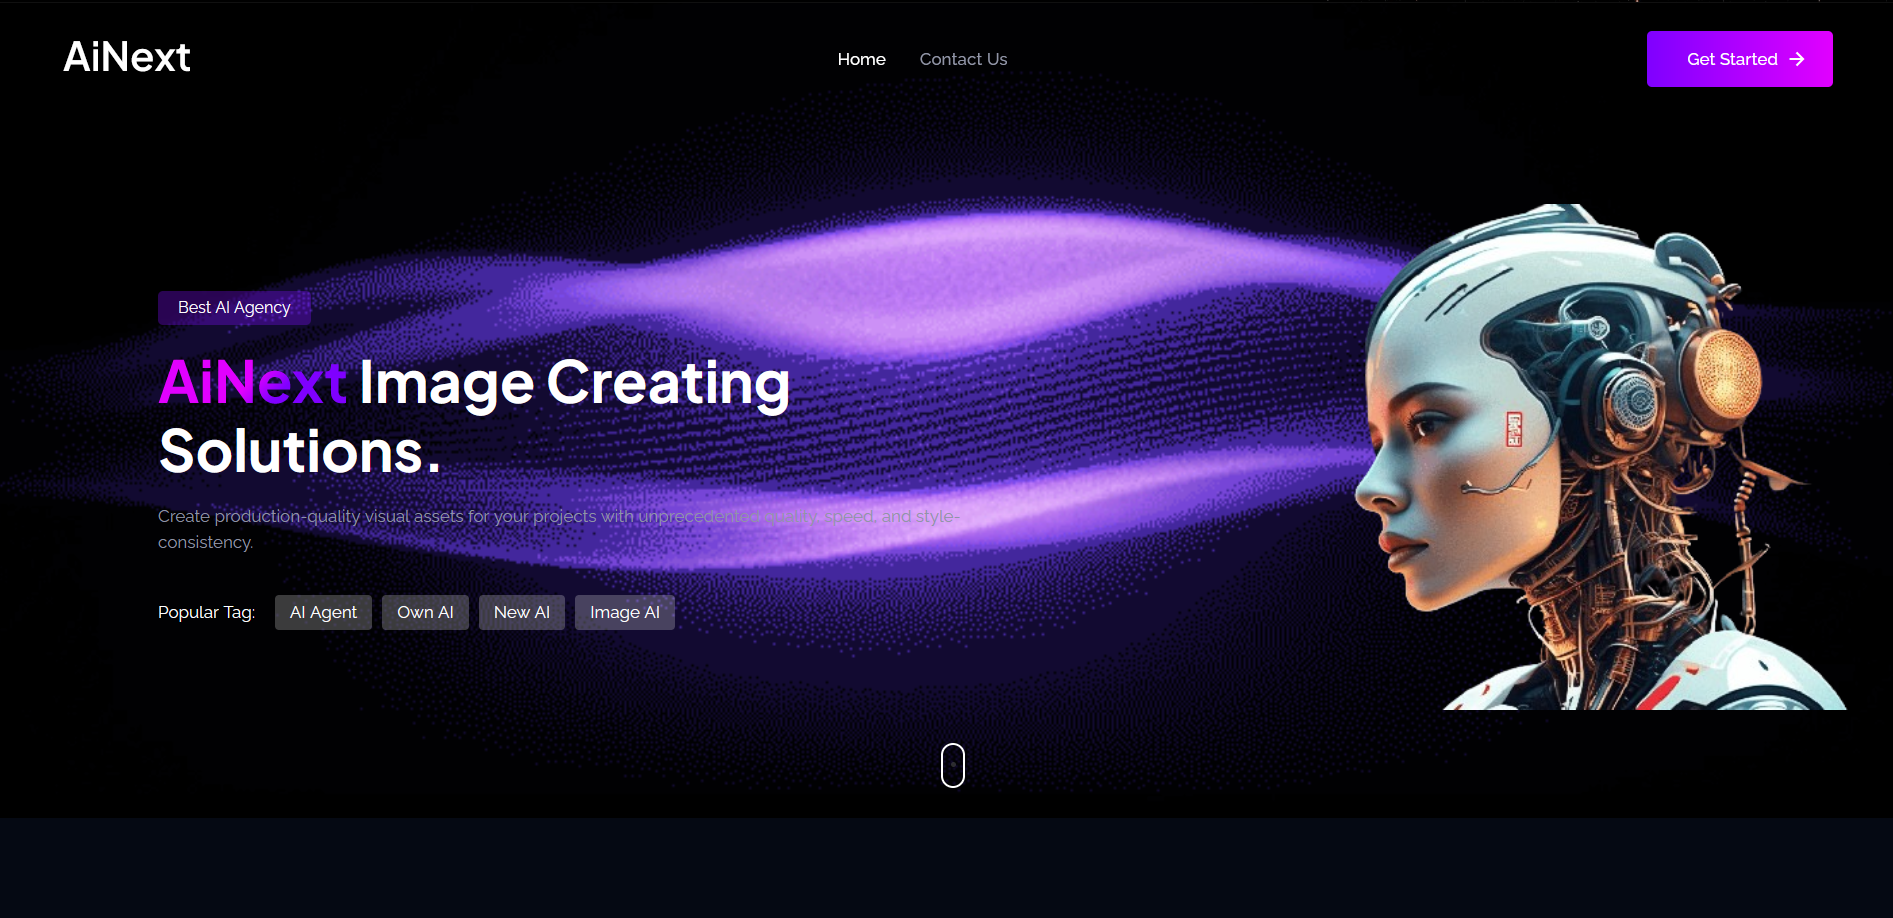 AiNext
Home
Contact Us
Get Started
Best AI Agency
AiNext Image Creating
Solutions.
Create production-quality visual assets for your projects with unprecedented quality, speed, and style-
consistency.
Popular Tag:
AI Agent
Own AI
New AI
Image AI